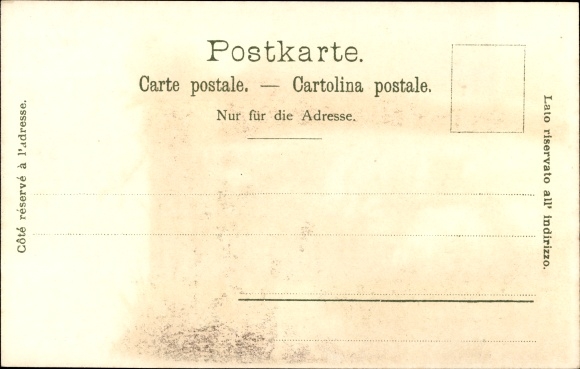 Postkarte.
Carte postale. — Cartolina postale.
Nur für die Adresse.
Côté réservé à l'adresse.
Lato riservato all' indirizzo.